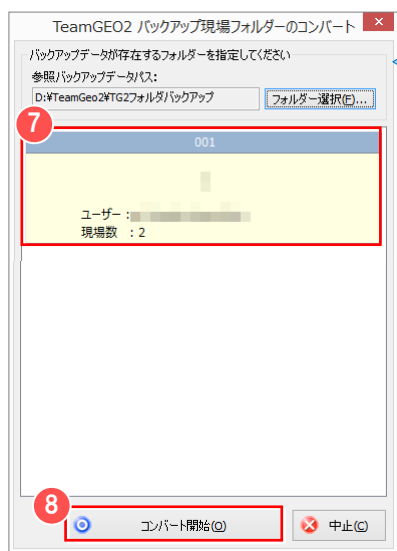 TeamGEO2 バックアップ現場フォルダーのコンバート
バックアップデータが存在するフォルダーを指定してください
参照バックアップデータパス:
D:¥TeamGeo2¥TG2フォルダバックアップ
フォルダー選択(F)...
7
001
ユーザー :
現場数 : 2
8
コンバート開始(O)
中止(C)